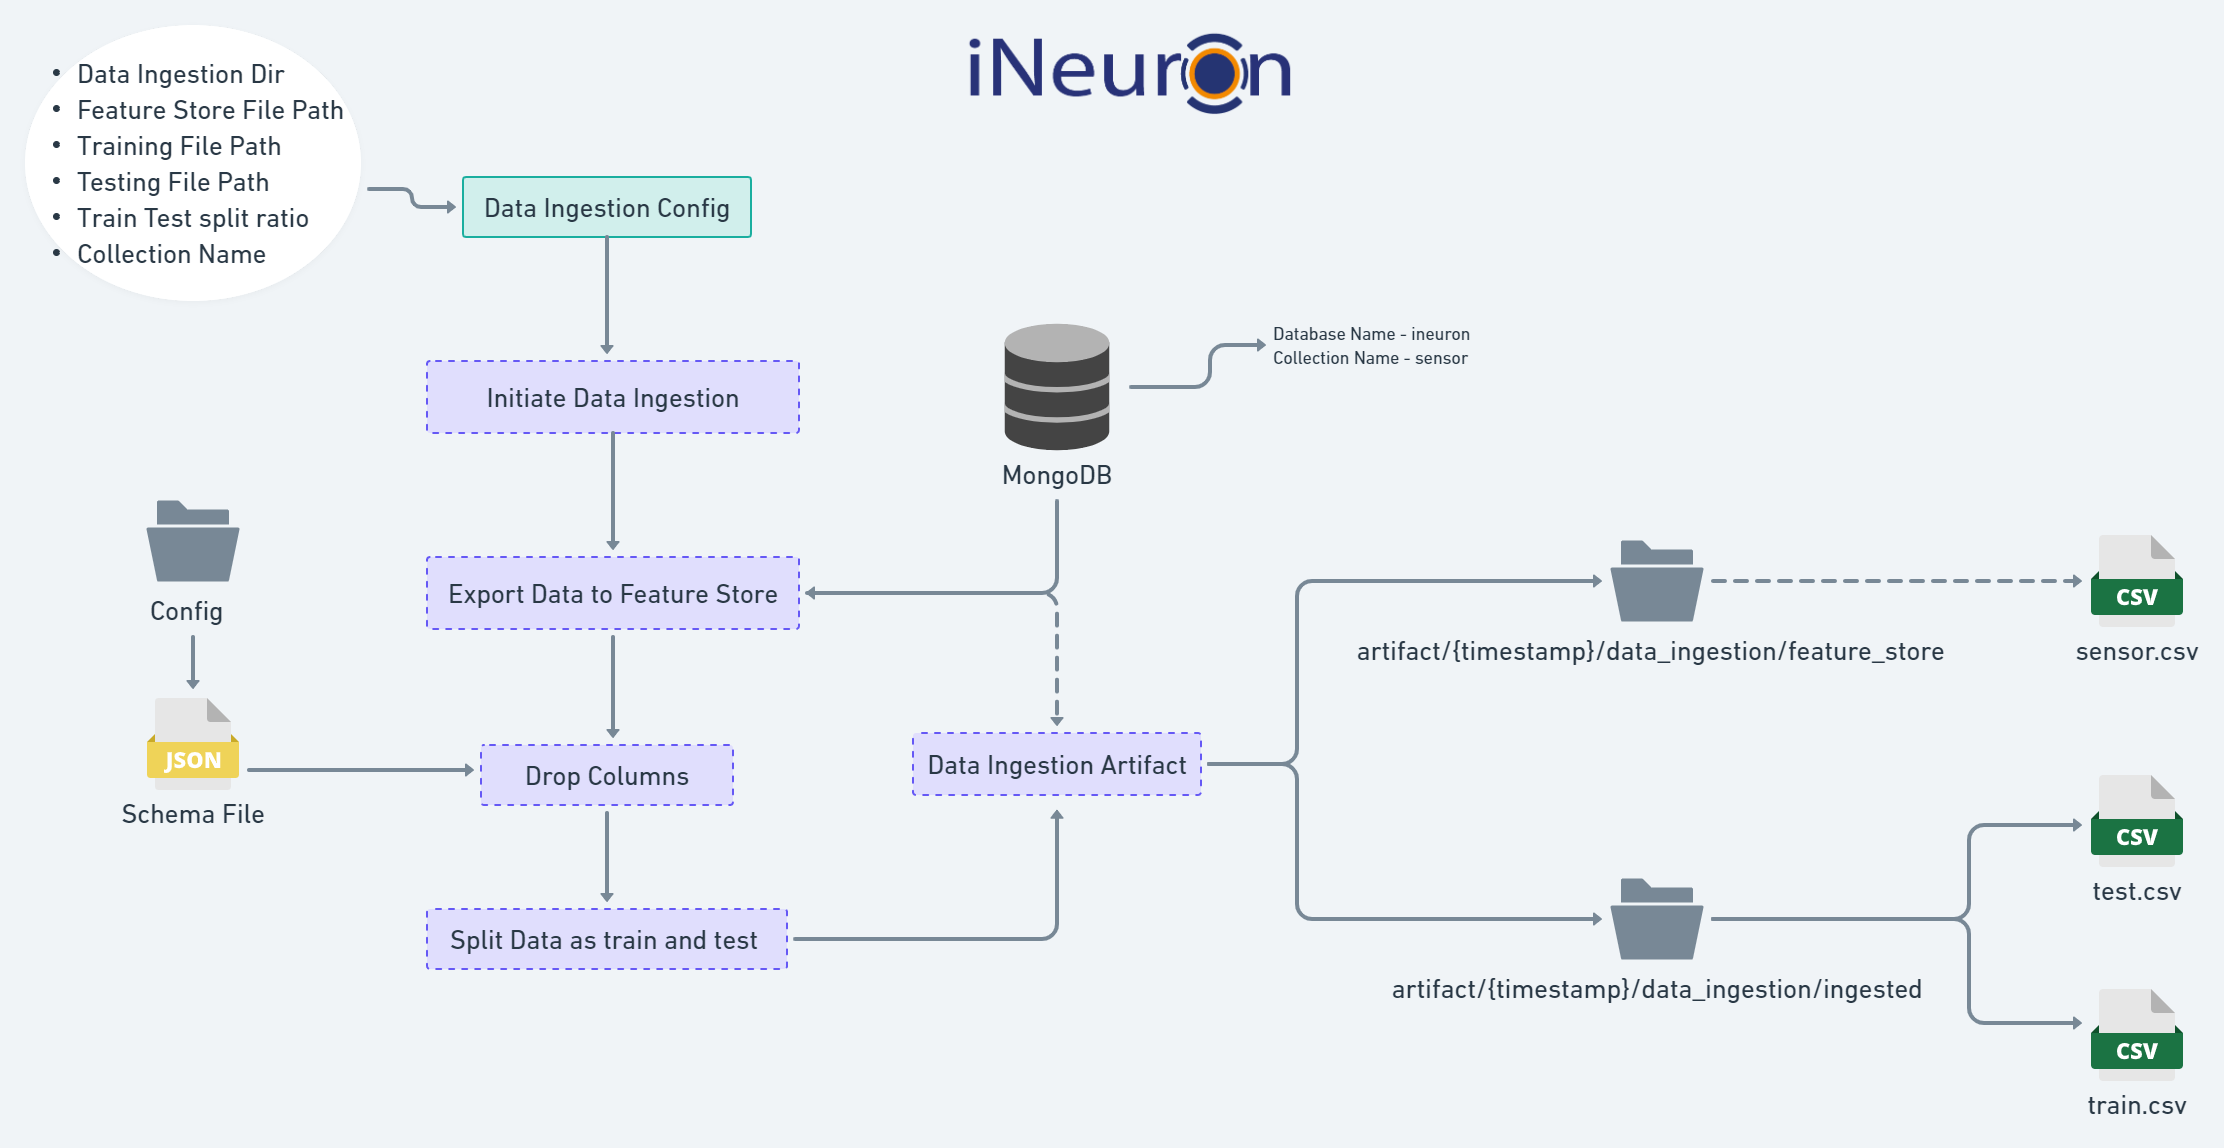 iNeuron
• Data Ingestion Dir
• Feature Store File Path
• Training File Path
• Testing File Path
• Train Test split ratio
• Collection Name
Data Ingestion Config
Initiate Data Ingestion
Database Name - ineuron
Collection Name - sensor
MongoDB
Config
Export Data to Feature Store
JSON
Schema File
Drop Columns
Split Data as train and test
Data Ingestion Artifact
artifact/{timestamp}/data_ingestion/feature_store
CSV
sensor.csv
artifact/{timestamp}/data_ingestion/ingested
CSV
test.csv
CSV
train.csv